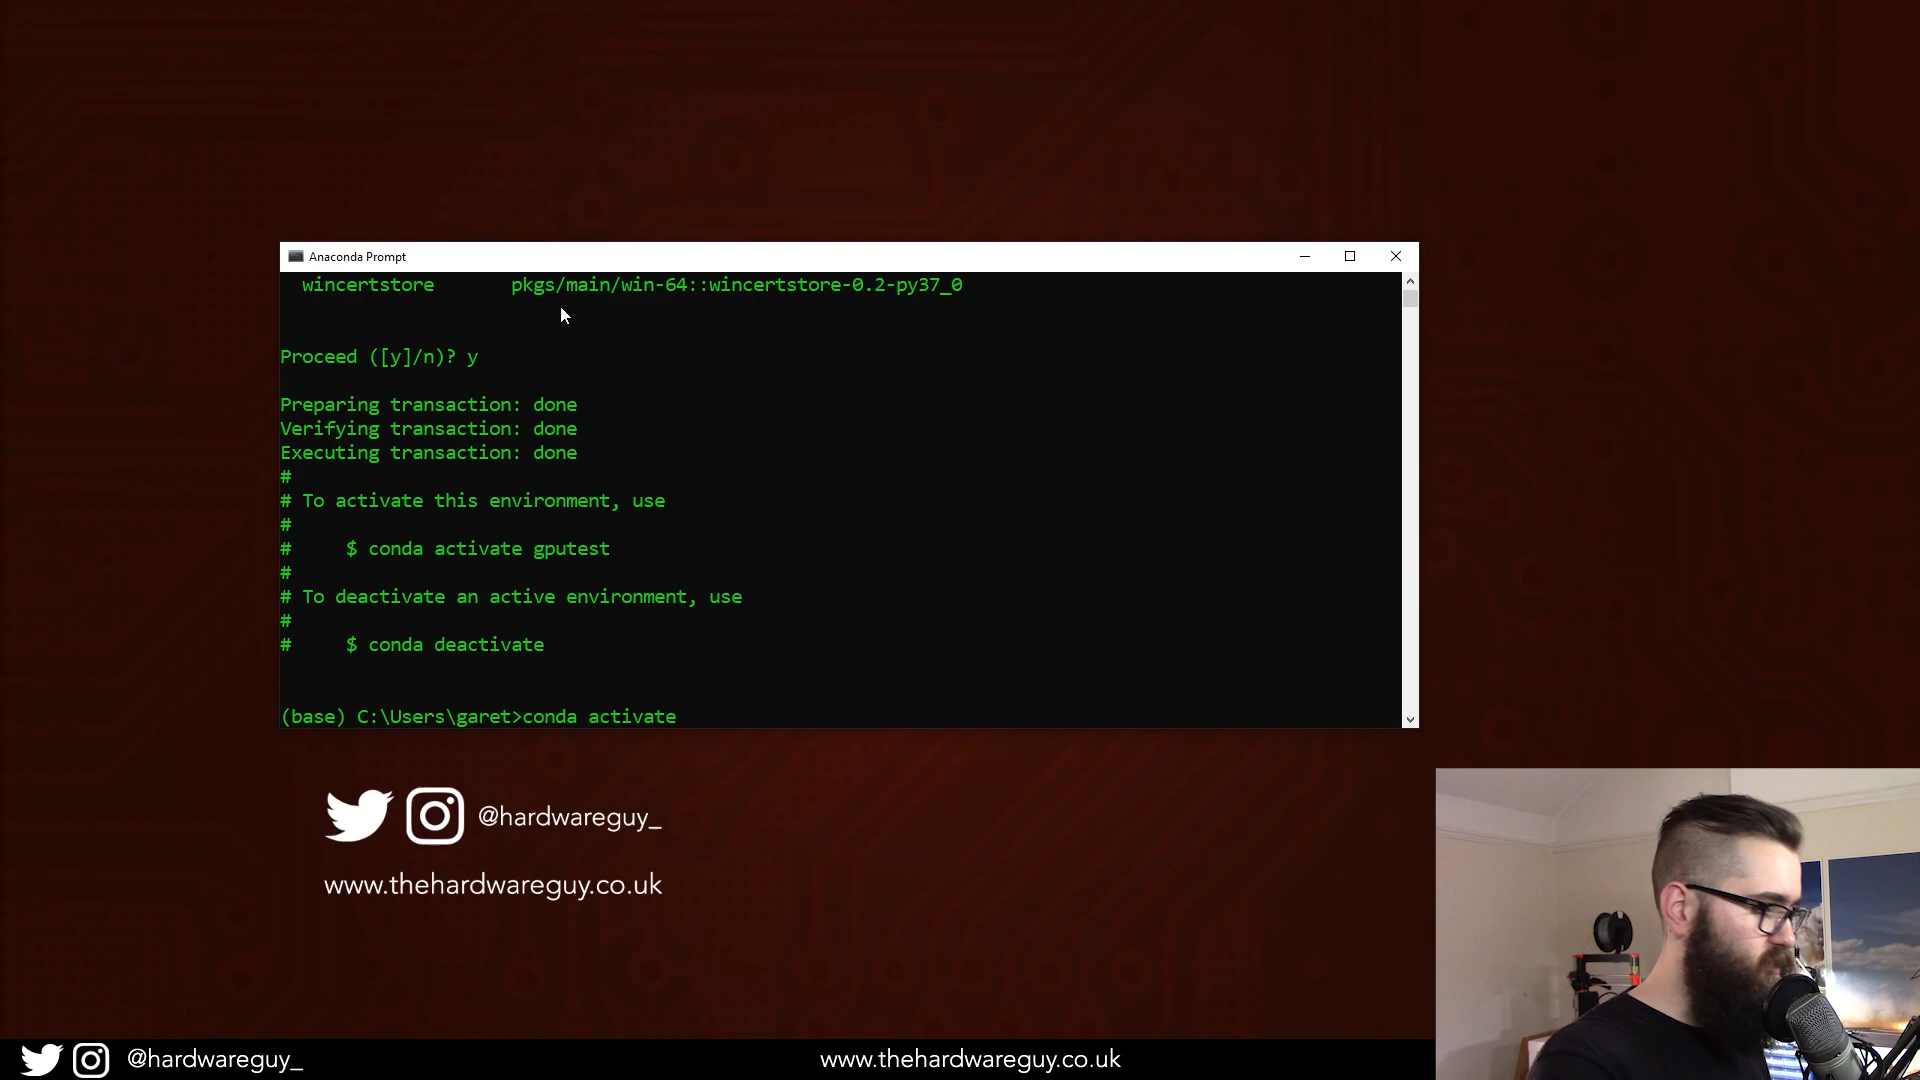 Anaconda Prompt
wincertstore pkgs/main/win-64::wincertstore-0.2-py37_0
Proceed ([y]/n)? y
Preparing transaction: done
Verifying transaction: done
Executing transaction: done
#
# To activate this environment, use
#
# $ conda activate gputest
#
# To deactivate an active environment, use
#
# $ conda deactivate
(base) C:\Users\garet>conda activate
@hardwareguy_
www.thehardwareguy.co.uk
@hardwareguy_
www.thehardwareguy.co.uk